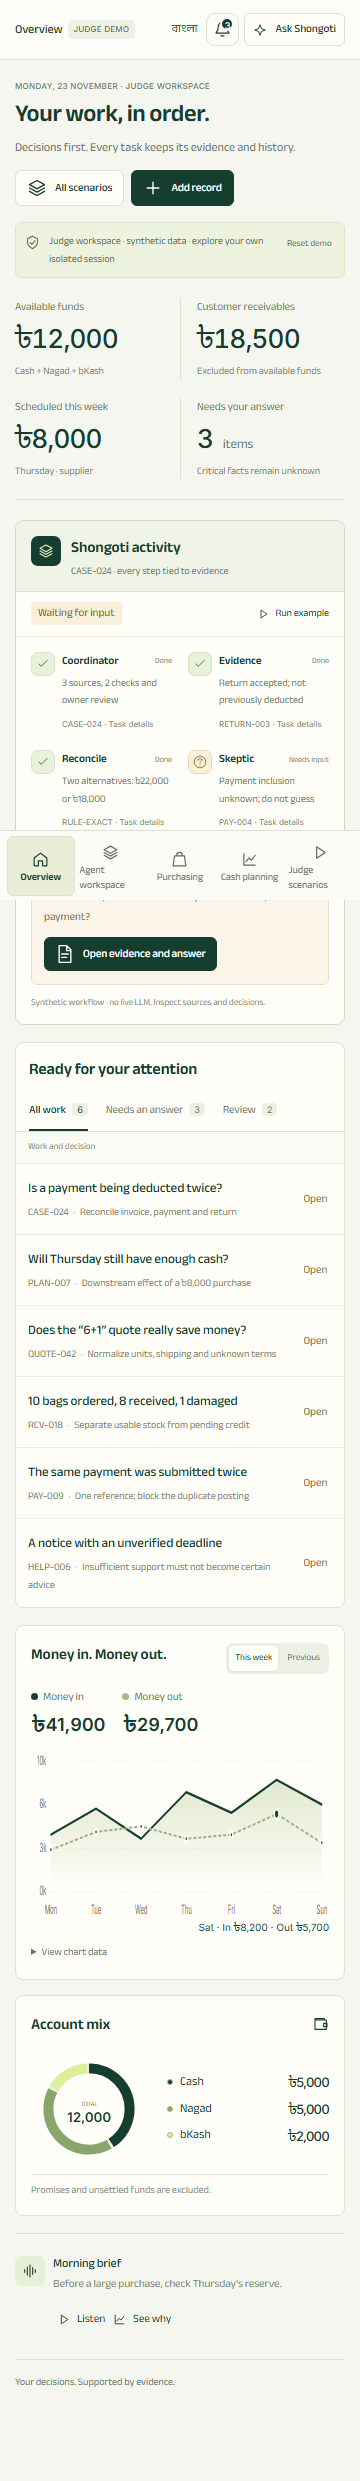 Overview JUDGE DEMO বাংলা 3 Ask Shongoti
MONDAY, 23 NOVEMBER · JUDGE WORKSPACE
Your work, in order.
Decisions first. Every task keeps its evidence and history.
All scenarios Add record
Judge workspace · synthetic data · explore your own
isolated session
Reset demo
Available funds
৳12,000
Cash + Nagad + bKash
Customer receivables
৳18,500
Excluded from available funds
Scheduled this week
৳8,000
Thursday · supplier
Needs your answer
3 items
Critical facts remain unknown
Shongoti activity
CASE-024 · every step tied to evidence
Waiting for input Run example
Coordinator Done
3 sources, 2 checks and
owner review
CASE-024 · Task details
Evidence Done
Return accepted; not
previously deducted
RETURN-003 · Task details
Reconcile Done
Two alternatives: ৳22,000
or ৳18,000
RULE-EXACT · Task details
Skeptic Needs input
Payment inclusion
unknown; do not guess
PAY-004 · Task details
Overview
Agent
workspace
Purchasing
Cash planning
Judge
scenarios
payment?
Open evidence and answer
Synthetic workflow · no live LLM. Inspect sources and decisions.
Ready for your attention
All work 6 Needs an answer 3 Review 2
Work and decision
Is a payment being deducted twice?
CASE-024 · Reconcile invoice, payment and return
Open
Will Thursday still have enough cash?
PLAN-007 · Downstream effect of a ৳8,000 purchase
Open
Does the “6+1” quote really save money?
QUOTE-042 · Normalize units, shipping and unknown terms
Open
10 bags ordered, 8 received, 1 damaged
RCV-018 · Separate usable stock from pending credit
Open
The same payment was submitted twice
PAY-009 · One reference; block the duplicate posting
Open
A notice with an unverified deadline
HELP-006 · Insufficient support must not become certain
advice
Open
Money in. Money out.
This week Previous
Money in Money out
৳41,900 ৳29,700
10k
6k
3k
0k
Mon Tue Wed Thu Fri Sat Sun
Sat · In ৳8,200 · Out ৳5,700
View chart data
Account mix
TOTAL
12,000
Cash ৳5,000
Nagad ৳5,000
bKash ৳2,000
Promises and unsettled funds are excluded.
Morning brief
Before a large purchase, check Thursday’s reserve.
Listen See why
Your decisions. Supported by evidence.